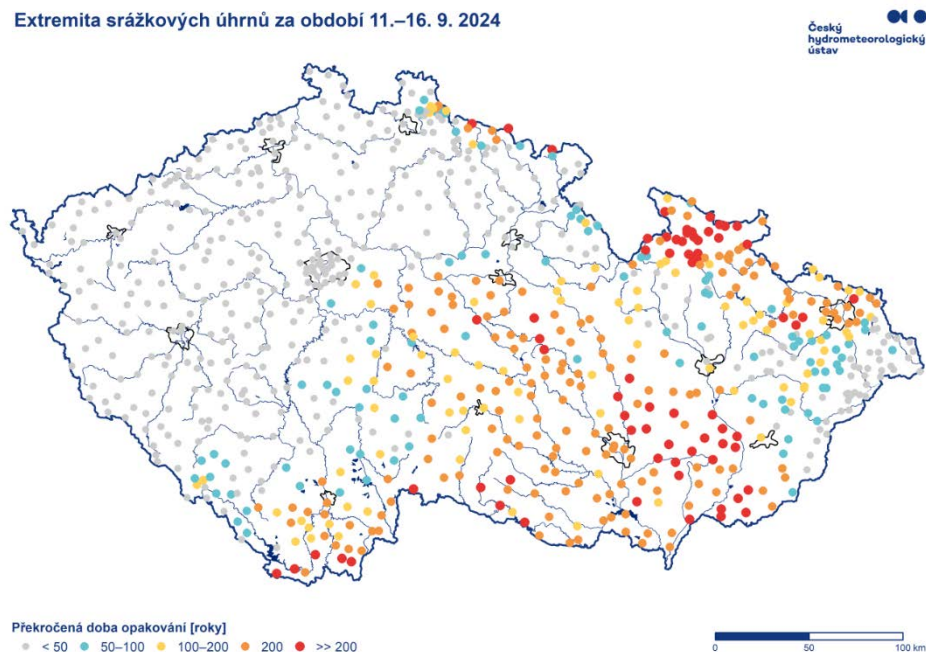 Extremita srážkových úhrnů za období 11.–16. 9. 2024
Český
hydrometeorologický
ústav
Překročená doba opakování [roky]
< 50 50–100 100–200 200 >> 200
0 50 100 km